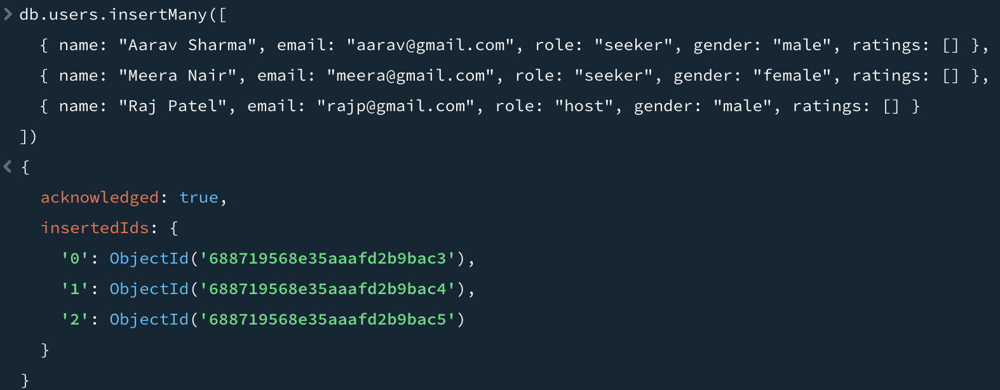 > db.users.insertMany([
{ name: "Aarav Sharma", email: "aarav@gmail.com", role: "seeker", gender: "male", ratings: [] },
{ name: "Meera Nair", email: "meera@gmail.com", role: "seeker", gender: "female", ratings: [] },
{ name: "Raj Patel", email: "rajp@gmail.com", role: "host", gender: "male", ratings: [] }
])
< {
acknowledged: true,
insertedIds: {
'0': ObjectId('688719568e35aaafd2b9bac3'),
'1': ObjectId('688719568e35aaafd2b9bac4'),
'2': ObjectId('688719568e35aaafd2b9bac5')
}
}